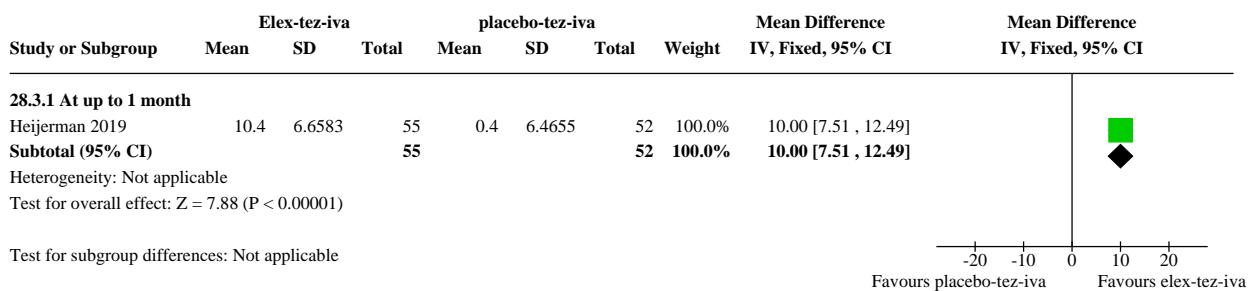 Elex-tez-iva placebo-tez-iva Mean Difference Mean Difference
Study or Subgroup Mean SD Total Mean SD Total Weight IV, Fixed, 95% CI IV, Fixed, 95% CI
28.3.1 At up to 1 month
Heijerman 2019 10.4 6.6583 55 0.4 6.4655 52 100.0% 10.00 [7.51 , 12.49]
Subtotal (95% CI) 55 52 100.0% 10.00 [7.51 , 12.49]
Heterogeneity: Not applicable
Test for overall effect: Z = 7.88 (P < 0.00001)
Test for subgroup differences: Not applicable
-20 -10 0 10 20
Favours placebo-tez-iva Favours elex-tez-iva